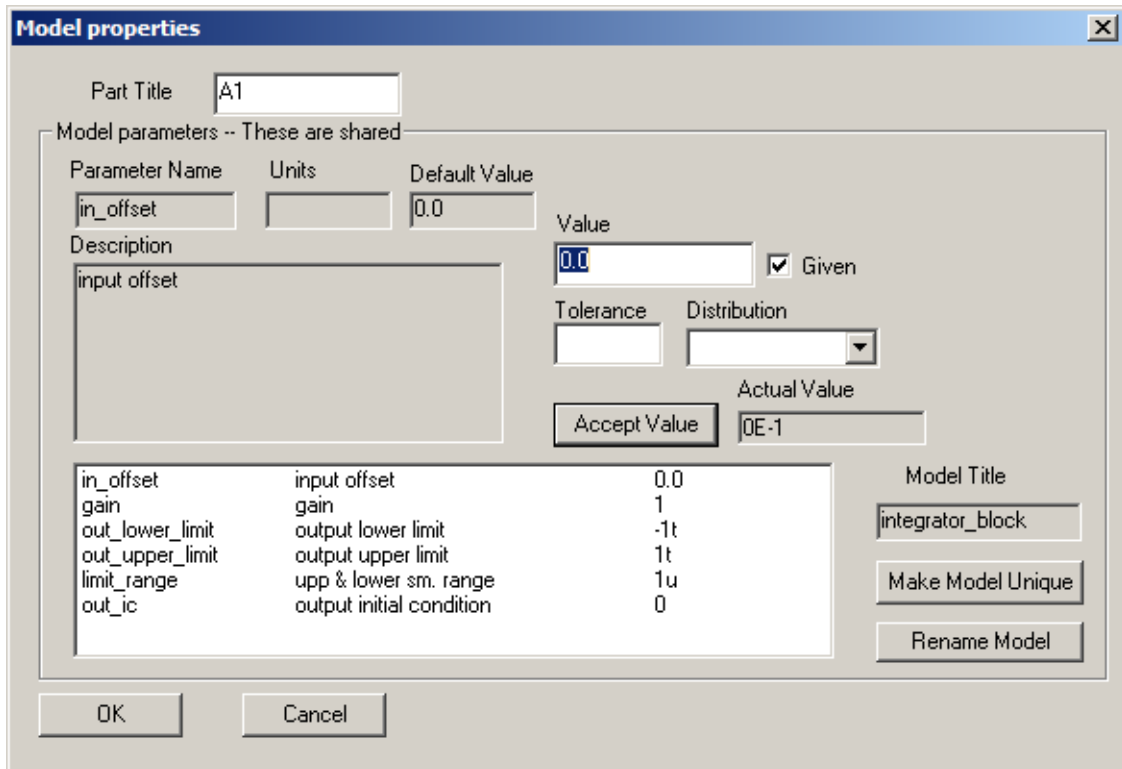 Model properties
Part Title A1
Model parameters -- These are shared
Parameter Name Units Default Value
in_offset 0.0
Value
Description
0.0 Given
input offset
Tolerance Distribution
Actual Value
Accept Value 0E-1
in_offset input offset 0.0
Model Title
gain gain 1
out_lower_limit output lower limit -1t
integrator_block
out_upper_limit output upper limit 1t
limit_range upp & lower sm. range 1u
Make Model Unique
out_ic output initial condition 0
Rename Model
OK Cancel